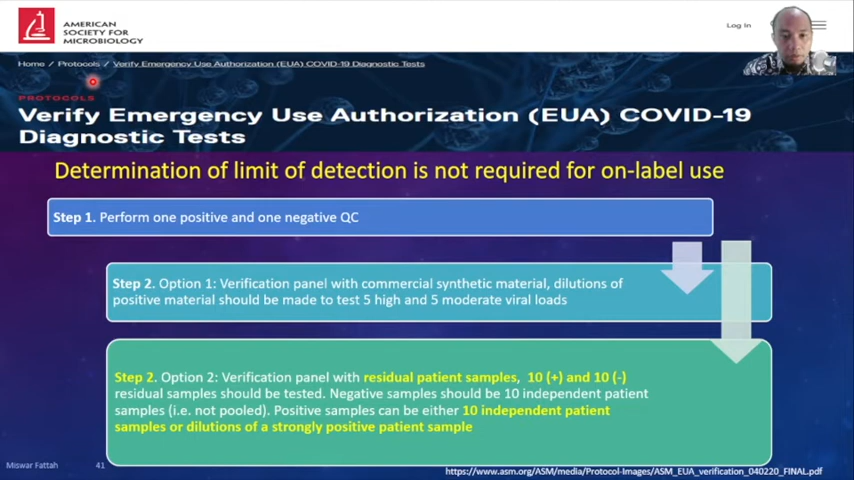 AMERICAN
SOCIETY FOR
MICROBIOLOGY
Log In
Home / Protocols / Verify Emergency Use Authorization (EUA) COVID-19 Diagnostic Tests
PROTOCOLS
Verify Emergency Use Authorization (EUA) COVID-19
Diagnostic Tests
Determination of limit of detection is not required for on-label use
Step 1. Perform one positive and one negative QC
Step 2. Option 1: Verification panel with commercial synthetic material, dilutions of
positive material should be made to test 5 high and 5 moderate viral loads
Step 2. Option 2: Verification panel with residual patient samples, 10 (+) and 10 (-)
residual samples should be tested. Negative samples should be 10 independent patient
samples (i.e. not pooled). Positive samples can be either 10 independent patient
samples or dilutions of a strongly positive patient sample
Miswar Fattah 41
https://www.asm.org/ASM/media/Protocol-Images/ASM_EUA_verification_040220_FINAL.pdf